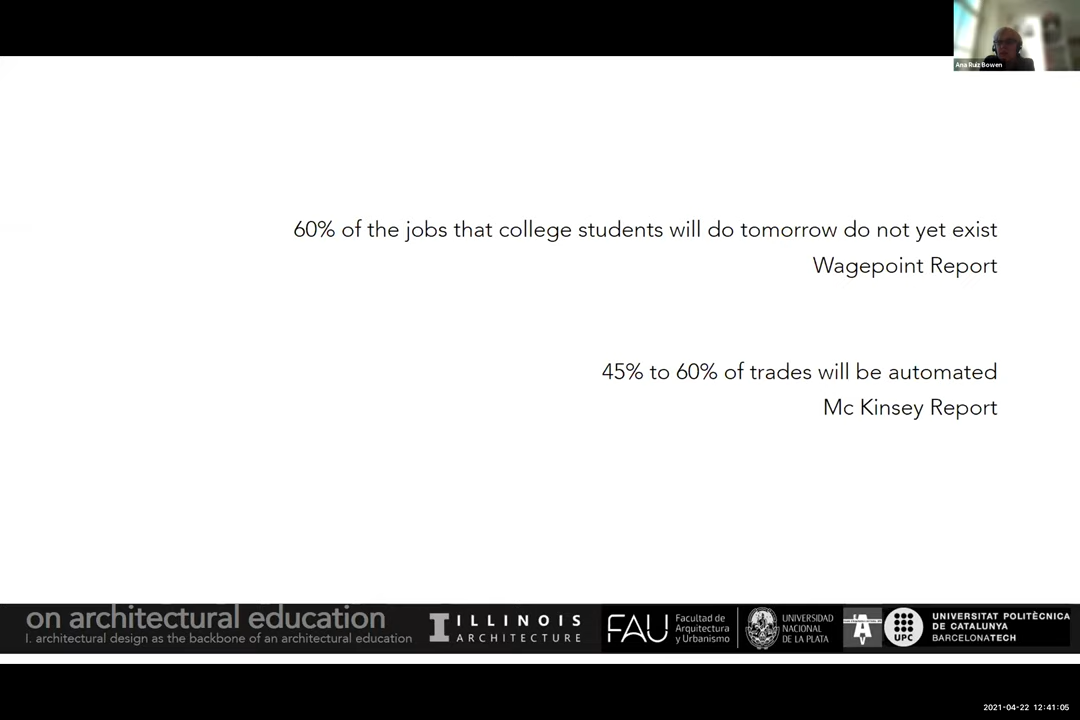 Ana Ruiz Bowen
60% of the jobs that college students will do tomorrow do not yet exist
Wagepoint Report
45% to 60% of trades will be automated
Mc Kinsey Report
on architectural education
I. architectural design as the backbone of an architectural education
ILLINOIS
ARCHITECTURE
FAU
Facultad de
Arquitectura
y Urbanismo
UNIVERSIDAD
NACIONAL
DE LA PLATA
UPC
UNIVERSITAT POLITÈCNICA
DE CATALUNYA
BARCELONATECH
2021-04-22 12:41:05